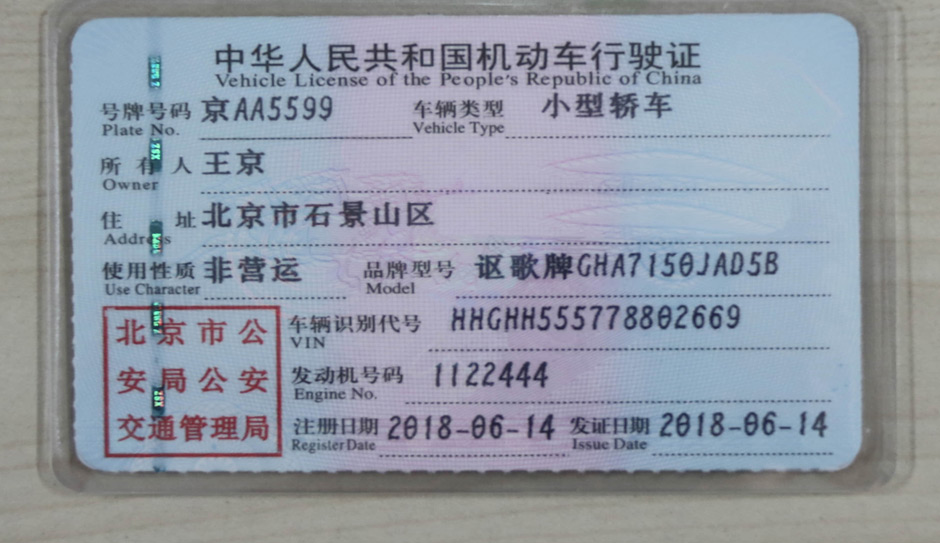 中华人民共和国机动车行驶证
Vehicle License of the People's Republic of China
号牌号码 京AA5599 车辆类型 小型轿车
Plate No. Vehicle Type
所有人 王京
Owner
住址 北京市石景山区
Address
使用性质 非营运 品牌型号 讴歌牌GHA7150JAD5B
Use Character Model
北京市公
安局公安
交通管理局
车辆识别代号 HHGHH555778802669
VIN
发动机号码 1122444
Engine No.
注册日期 2018-06-14 发证日期 2018-06-14
Register Date Issue Date